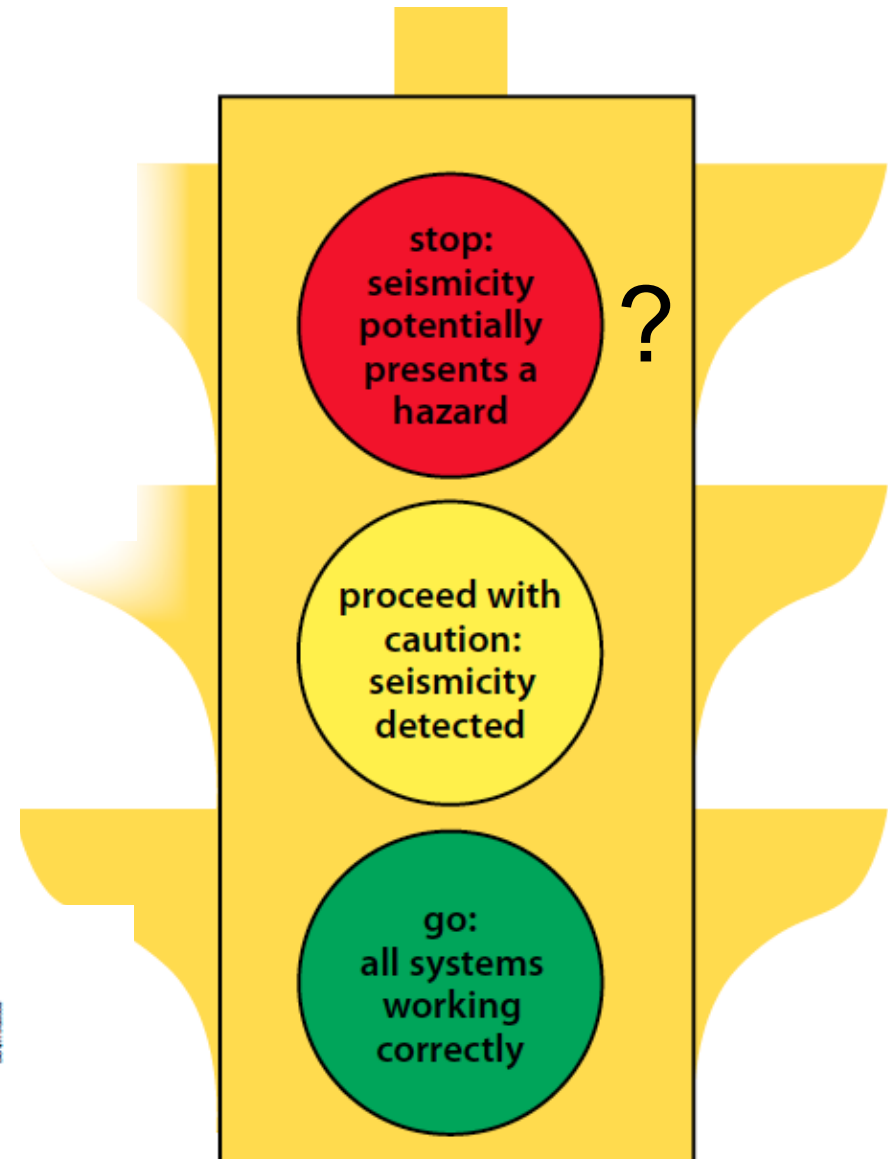 stop:
seismicity
potentially
presents a
hazard
?
proceed with
caution:
seismicity
detected
go:
all systems
working
correctly